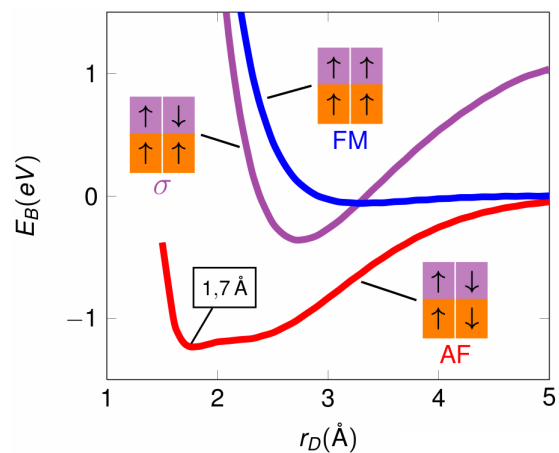 E_B(eV)
1
0
−1
↑ ↓
↑ ↑
σ
↑ ↑
↑ ↑
FM
1,7 Å
↑ ↓
↑ ↓
AF
1 2 3 4 5
r_D(Å)